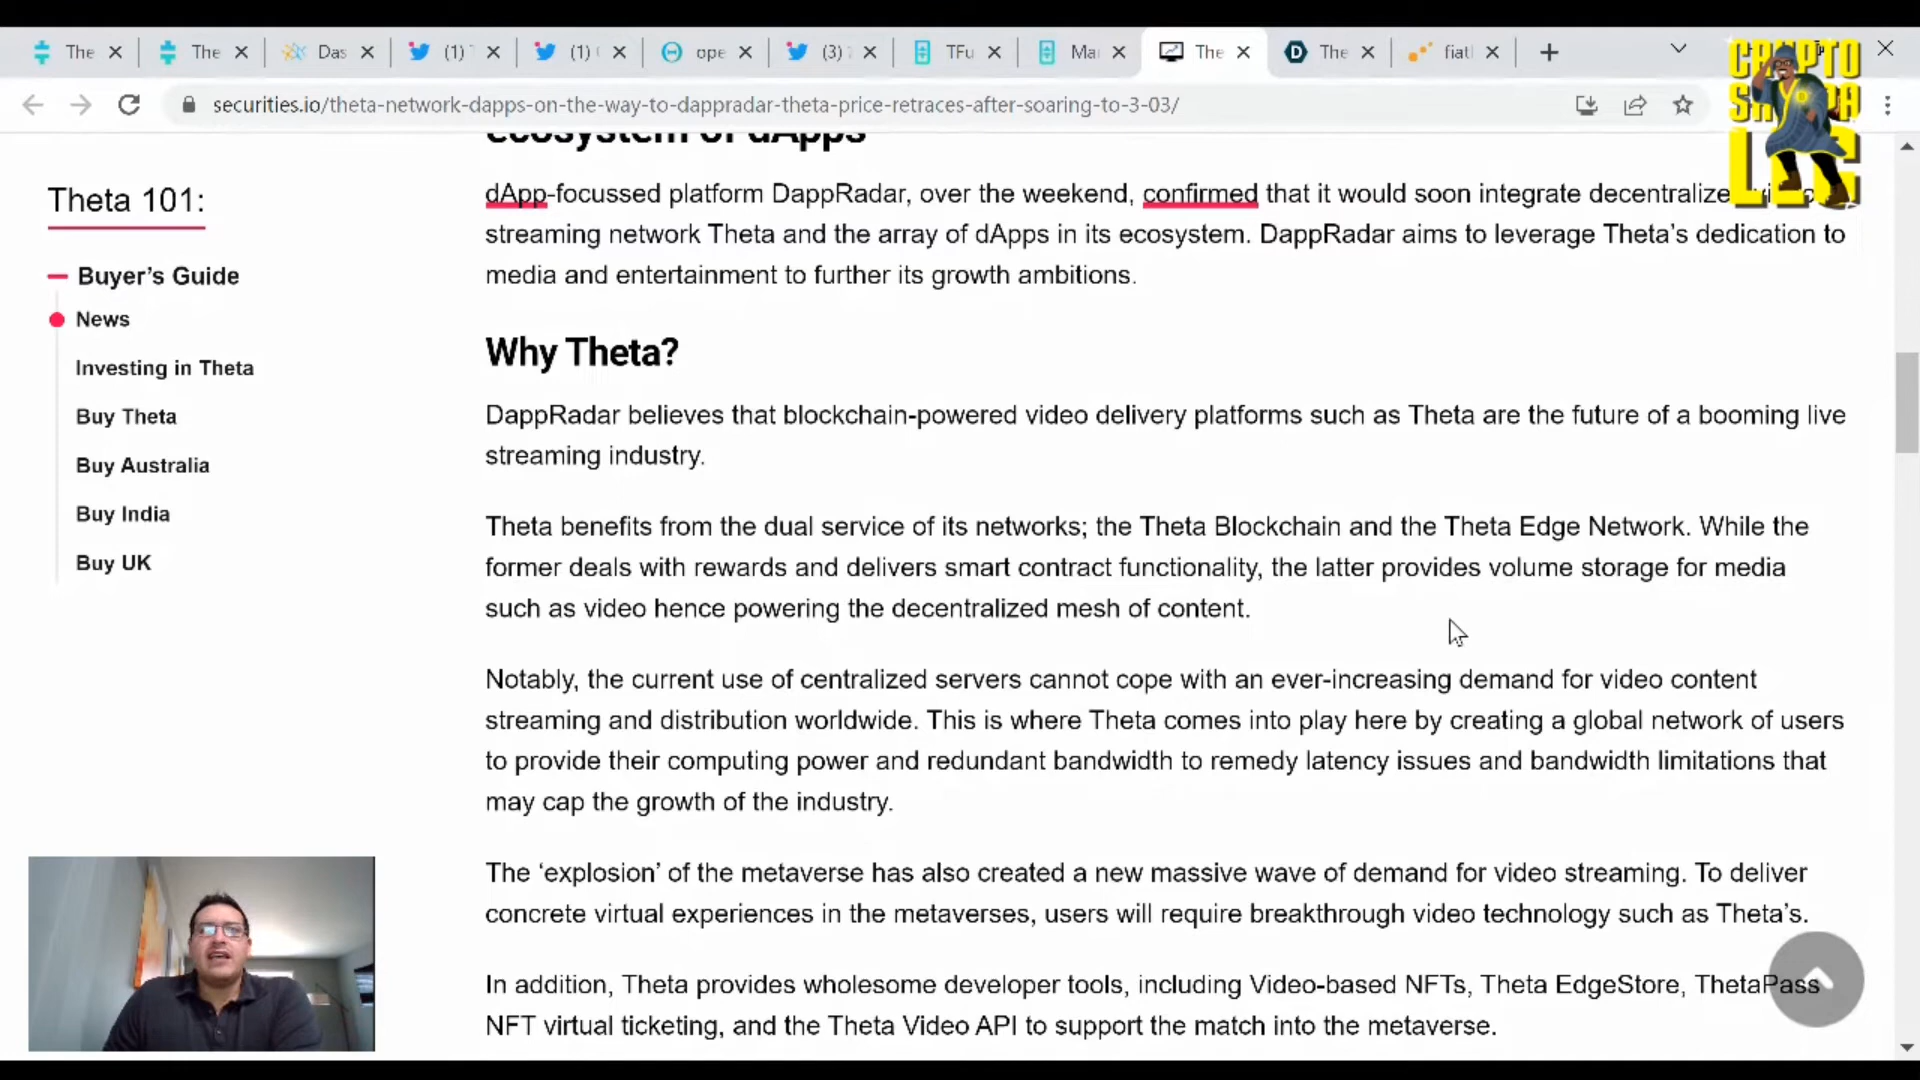 The
The
Das
(1)
(1)
ope
(3)
TFu
Ma
The
The
fiatl
securities.io/theta-network-dapps-on-the-way-to-dappradar-theta-price-retraces-after-soaring-to-3-03/
CRYPTO
LEC
ecosystem of dApps
Theta 101:
Buyer’s Guide
News
Investing in Theta
Buy Theta
Buy Australia
Buy India
Buy UK
dApp-focussed platform DappRadar, over the weekend, confirmed that it would soon integrate
streaming network Theta and the array of dApps in its ecosystem. DappRadar aims to leverage Theta’s dedication to
media and entertainment to further its growth ambitions.
Why Theta?
DappRadar believes that blockchain-powered video delivery platforms such as Theta are the future of a booming live
streaming industry.
Theta benefits from the dual service of its networks; the Theta Blockchain and the Theta Edge Network. While the
former deals with rewards and delivers smart contract functionality, the latter provides volume storage for media
such as video hence powering the decentralized mesh of content.
Notably, the current use of centralized servers cannot cope with an ever-increasing demand for video content
streaming and distribution worldwide. This is where Theta comes into play here by creating a global network of users
to provide their computing power and redundant bandwidth to remedy latency issues and bandwidth limitations that
may cap the growth of the industry.
The ‘explosion’ of the metaverse has also created a new massive wave of demand for video streaming. To deliver
concrete virtual experiences in the metaverses, users will require breakthrough video technology such as Theta’s.
In addition, Theta provides wholesome developer tools, including Video-based NFTs, Theta EdgeStore, ThetaPass
NFT virtual ticketing, and the Theta Video API to support the match into the metaverse.